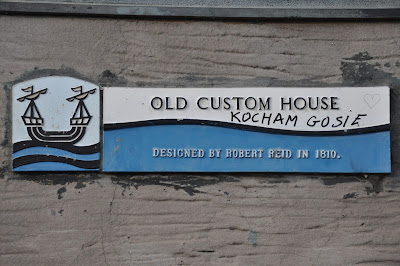 OLD CUSTOM HOUSE
KOCHAM GOSIE
DESIGNED BY ROBERT REID IN 1810.